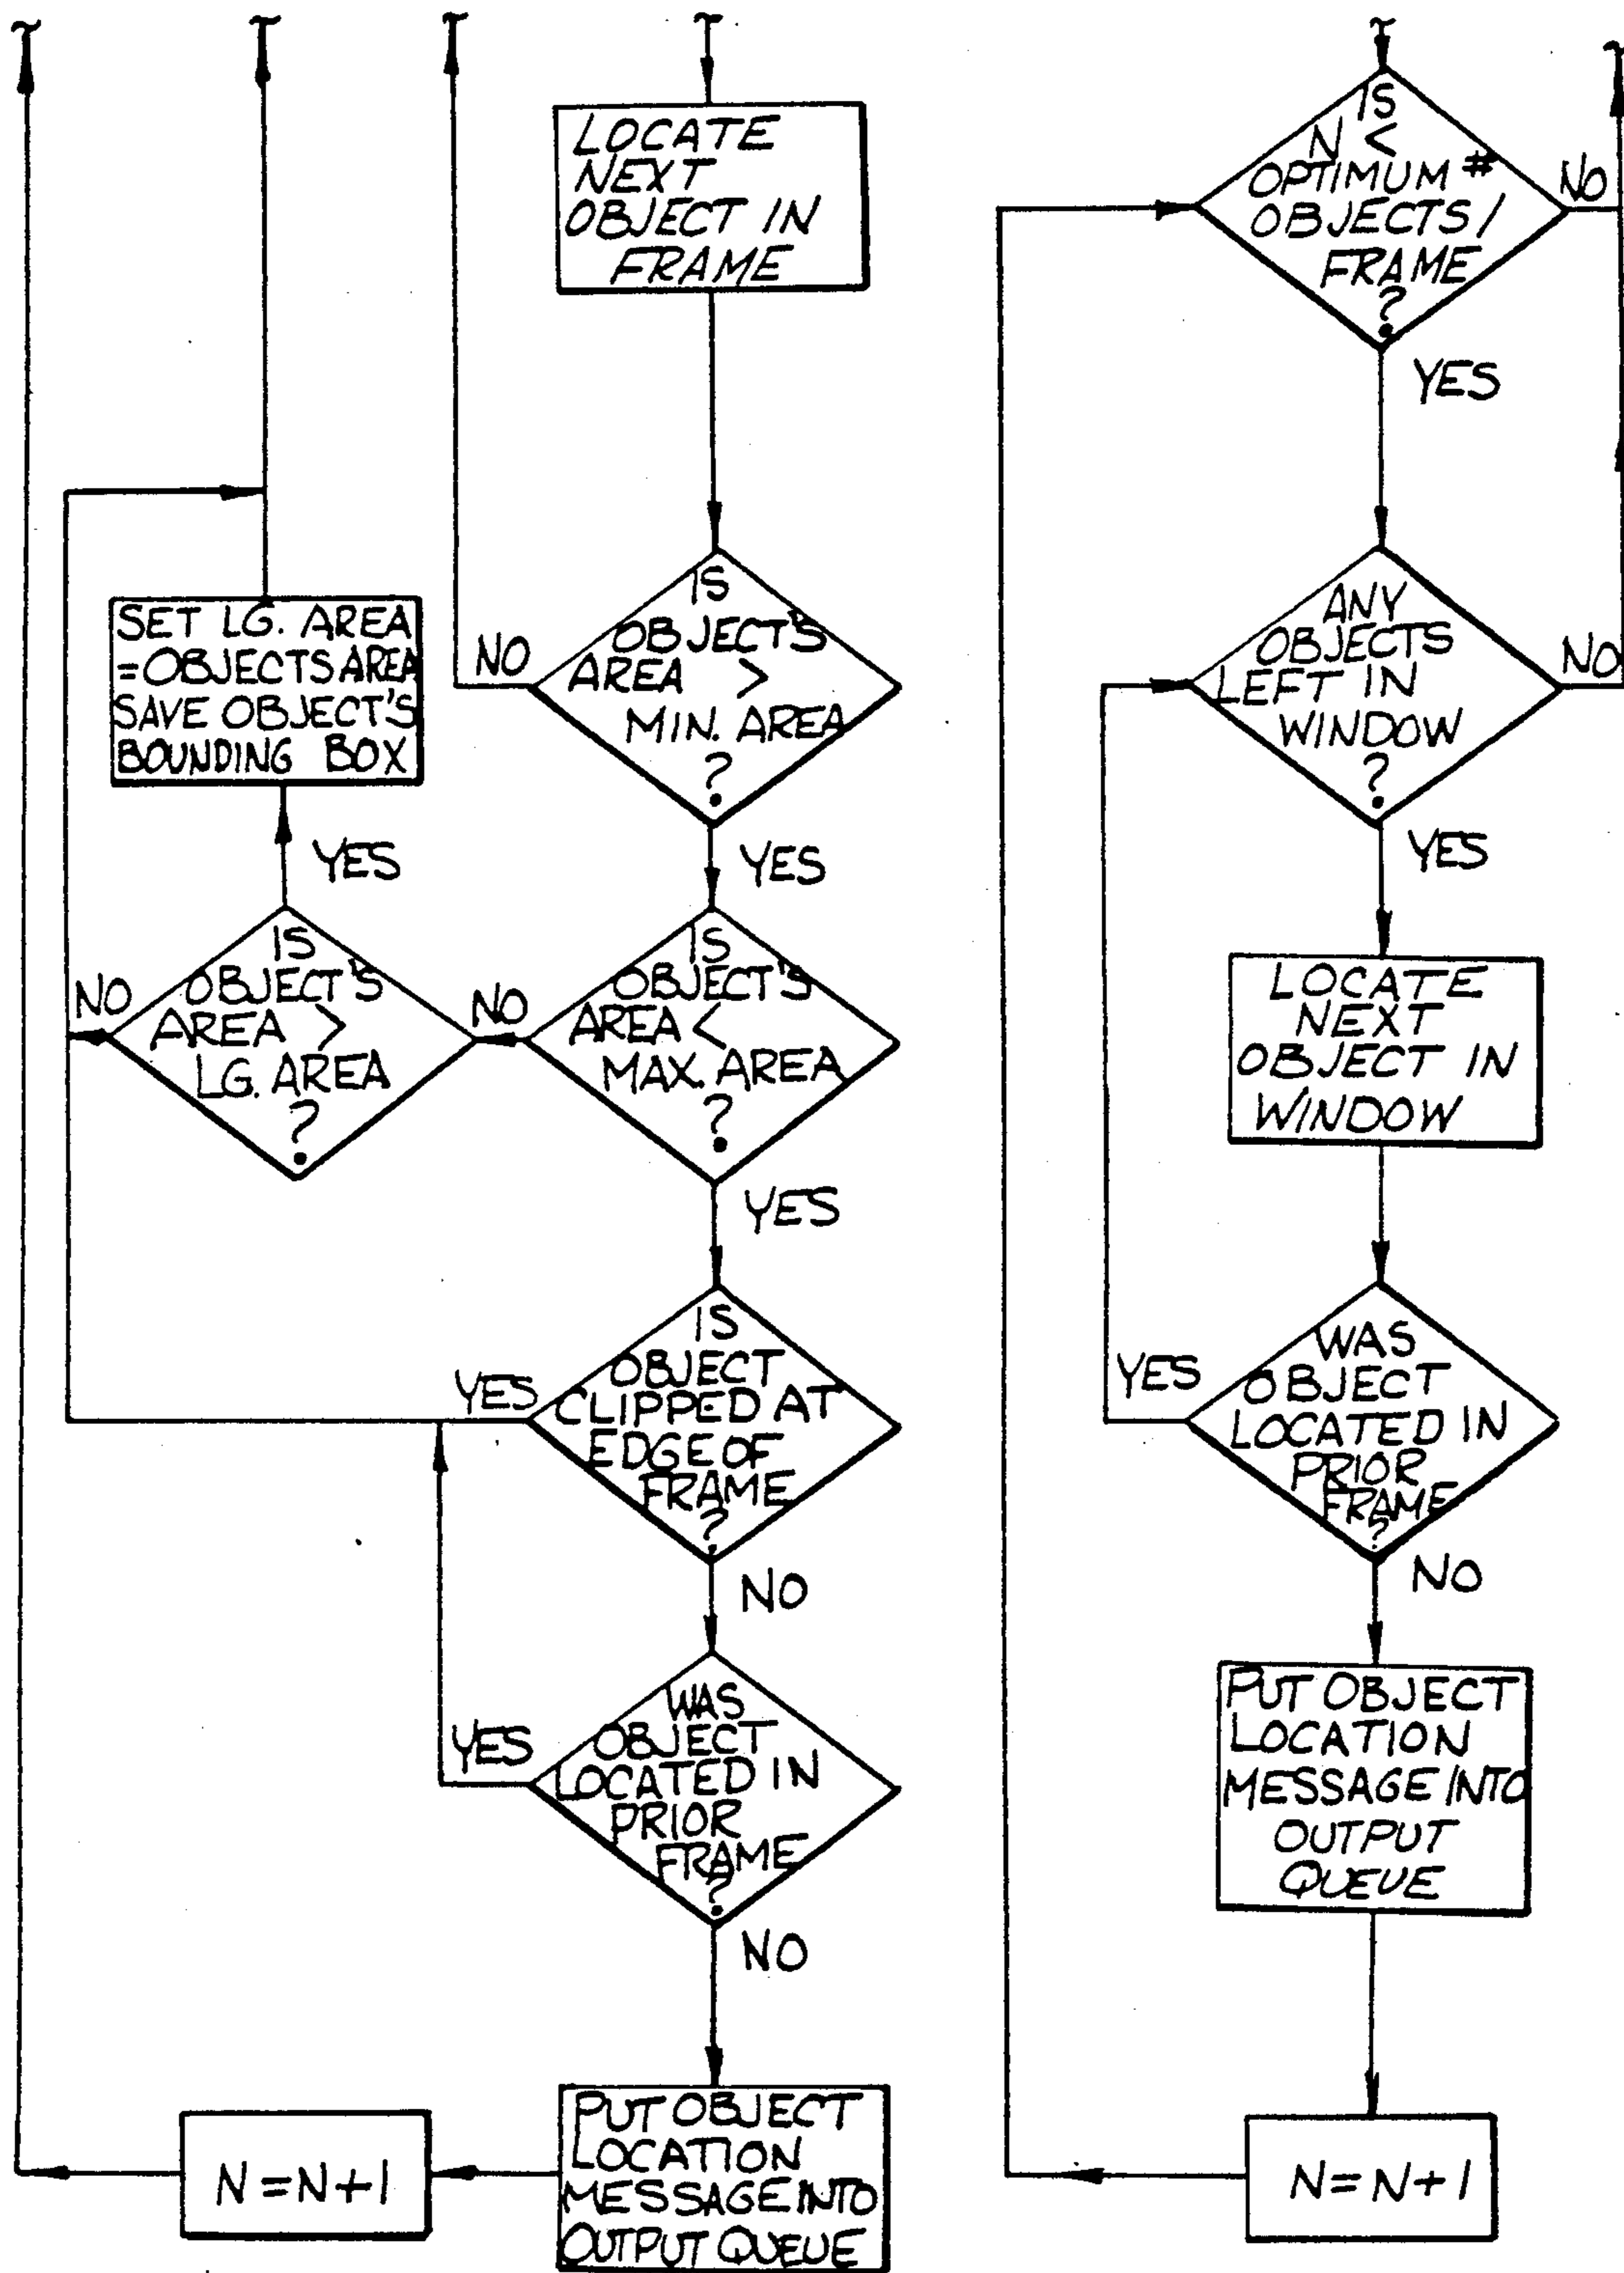 LOCATE
NEXT
OBJECT IN
FRAME
IS
OBJECT'S
AREA >
MIN. AREA
?
NO
YES
SET LG. AREA
=OBJECTS AREA
SAVE OBJECT'S
BOUNDING BOX
YES
IS
OBJECT'S
AREA >
LG. AREA
?
NO
NO
IS
OBJECT'S
AREA <
MAX. AREA
?
YES
IS
OBJECT
CLIPPED AT
EDGE OF
FRAME
?
YES
NO
WAS
OBJECT
LOCATED IN
PRIOR
FRAME
?
YES
NO
PUT OBJECT
LOCATION
MESSAGE INTO
OUTPUT QUEUE
N=N+1
IS
N <
OPTIMUM #
OBJECTS/
FRAME
?
NO
YES
ANY
OBJECTS
LEFT IN
WINDOW
?
NO
YES
LOCATE
NEXT
OBJECT IN
WINDOW
WAS
OBJECT
LOCATED IN
PRIOR
FRAME
?
YES
NO
PUT OBJECT
LOCATION
MESSAGE INTO
OUTPUT
QUEUE
N=N+1